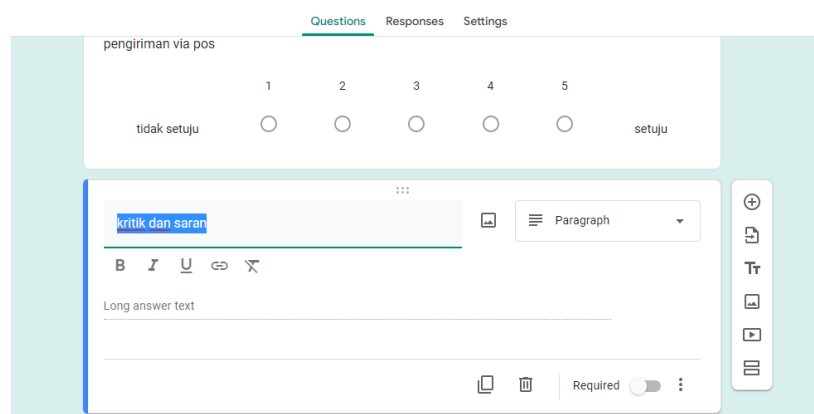 Questions Responses Settings
pengiriman via pos
1 2 3 4 5
tidak setuju setuju
kritik dan saran
Paragraph
B I U
Long answer text
Tт
Required